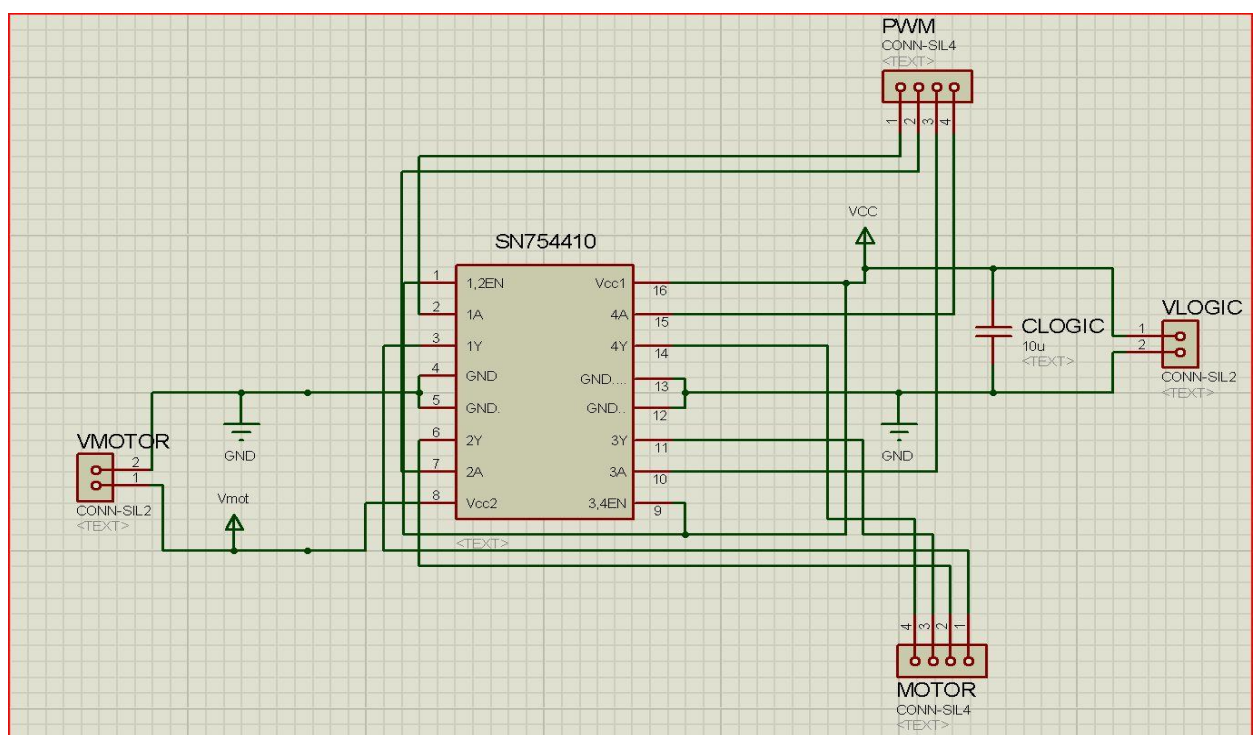 PWM
CONN-SIL4
<TEXT>
1 2 3 4
VCC
SN754410
1 1,2EN Vcc1 16
2 1A 4A 15
3 1Y 4Y 14
4 GND GND.... 13
5 GND. GND.. 12
6 2Y 3Y 11
7 2A 3A 10
8 Vcc2 3,4EN 9
<TEXT>
CLOGIC
10u
<TEXT>
VLOGIC
1
2
CONN-SIL2
<TEXT>
GND
GND
VMOTOR
2
1
CONN-SIL2
<TEXT>
Vmot
4 3 2 1
MOTOR
CONN-SIL4
<TEXT>